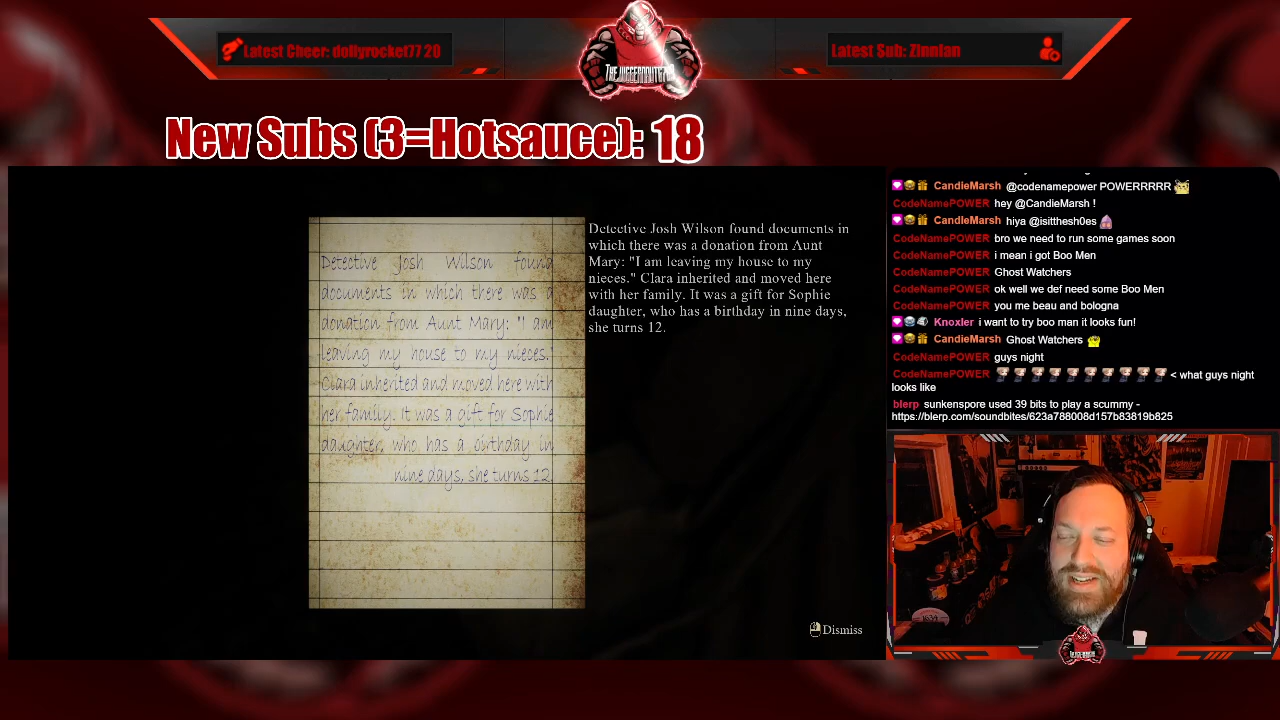 Latest Cheer: dollyrocket77 20
Latest Sub: Zinnian
New Subs (3=Hotsauce): 18
Detective Josh Wilson found
documents in which there was a
donation from Aunt Mary: "I am
leaving my house to my nieces."
Clara inherited and moved here with
her family. It was a gift for Sophie
daughter, who has a birthday in
nine days, she turns 12.
Detective Josh Wilson found documents in
which there was a donation from Aunt
Mary: "I am leaving my house to my
nieces." Clara inherited and moved here
with her family. It was a gift for Sophie
daughter, who has a birthday in nine days,
she turns 12.
Dismiss
CandieMarsh @codenamepower POWERRRRR
CodeNamePOWER hey @CandieMarsh !
CandieMarsh hiya @isitthesh0es
CodeNamePOWER bro we need to run some games soon
CodeNamePOWER i mean i got Boo Men
CodeNamePOWER Ghost Watchers
CodeNamePOWER ok well we def need some Boo Men
CodeNamePOWER you me beau and bologna
Knoxler i want to try boo man it looks fun!
CandieMarsh Ghost Watchers
CodeNamePOWER guys night
CodeNamePOWER < what guys night
looks like
blerp sunkenspore used 39 bits to play a scummy -
https://blerp.com/soundbites/623a788008d157b83819b825